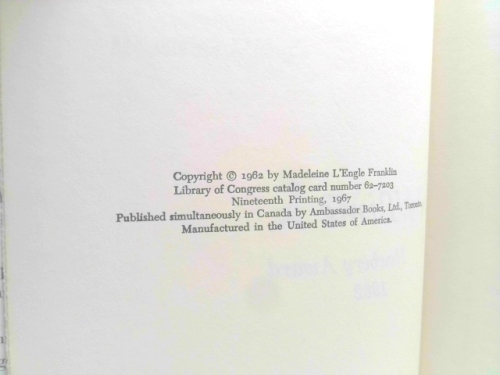 Copyright © 1962 by Madeleine L'Engle Franklin
Library of Congress catalog card number 62-7203
Nineteenth Printing, 1967
Published simultaneously in Canada by Ambassador Books, Ltd., Toronto
Manufactured in the United States of America.